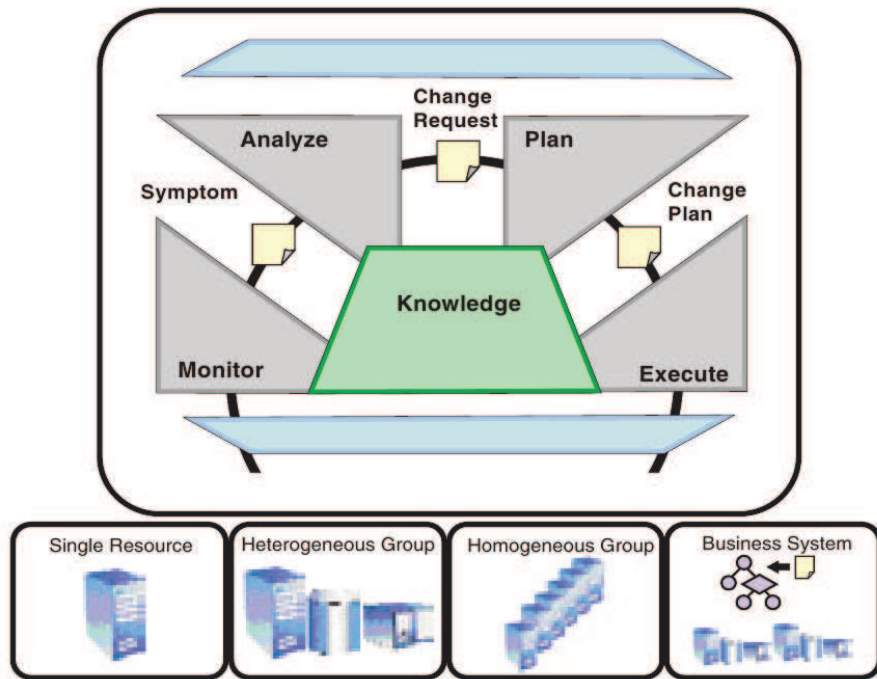 Change
Request
Analyze
Plan
Symptom
Change
Plan
Knowledge
Monitor
Execute
Single Resource
Heterogeneous Group
Homogeneous Group
Business System